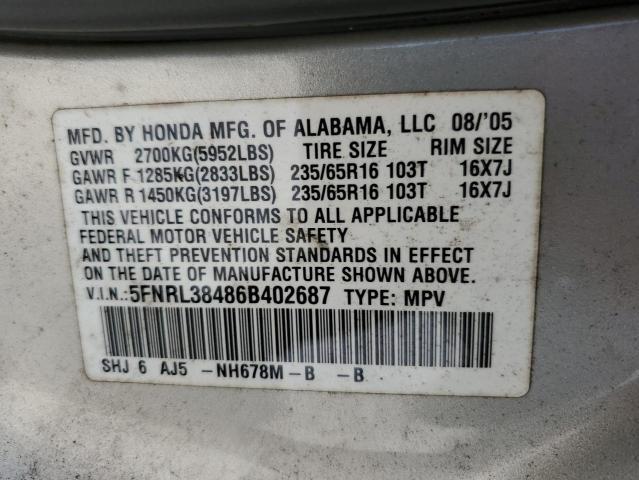 MFD. BY HONDA MFG. OF ALABAMA, LLC 08/'05
GVWR 2700KG(5952LBS) TIRE SIZE RIM SIZE
GAWR F 1285KG(2833LBS) 235/65R16 103T 16X7J
GAWR R 1450KG(3197LBS) 235/65R16 103T 16X7J
THIS VEHICLE CONFORMS TO ALL APPLICABLE
FEDERAL MOTOR VEHICLE SAFETY
AND THEFT PREVENTION STANDARDS IN EFFECT
ON THE DATE OF MANUFACTURE SHOWN ABOVE.
V.I.N.:5FNRL38486B402687 TYPE: MPV
SHJ 6 AJ5 -NH678M-B -B